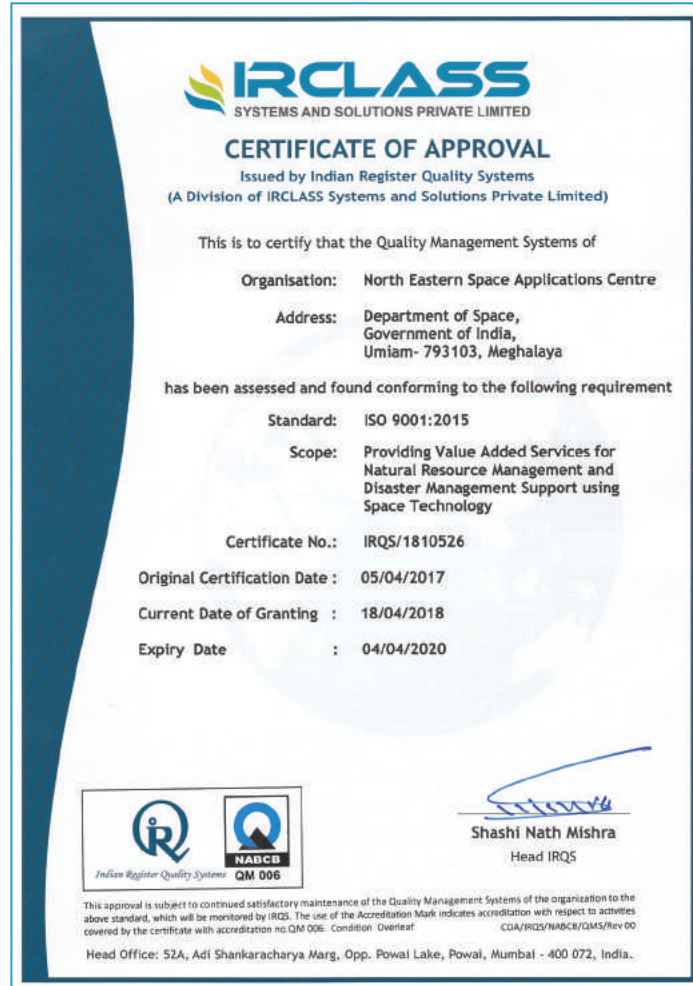 IRCLASS
SYSTEMS AND SOLUTIONS PRIVATE LIMITED
CERTIFICATE OF APPROVAL
Issued by Indian Register Quality Systems
(A Division of IRCLASS Systems and Solutions Private Limited)
This is to certify that the Quality Management Systems of
Organisation: North Eastern Space Applications Centre
Address: Department of Space,
Government of India,
Umiam- 793103, Meghalaya
has been assessed and found conforming to the following requirement
Standard: ISO 9001:2015
Scope: Providing Value Added Services for
Natural Resource Management and
Disaster Management Support using
Space Technology
Certificate No.: IRQS/1810526
Original Certification Date : 05/04/2017
Current Date of Granting : 18/04/2018
Expiry Date : 04/04/2020
IR
Indian Register Quality Systems
NABCB
QM 006
Shashi Nath Mishra
Head IRQS
This approval is subject to continued satisfactory maintenance of the Quality Management Systems of the organization to the
above standard, which will be monitored by IRQS. The use of the Accreditation Mark indicates accreditation with respect to activities
covered by the certificate with accreditation no.QM 006. Condition Overleaf COA/IRQS/NABCB/QMS/Rev 00
Head Office: 52A, Adi Shankaracharya Marg, Opp. Powai Lake, Powai, Mumbai - 400 072, India.